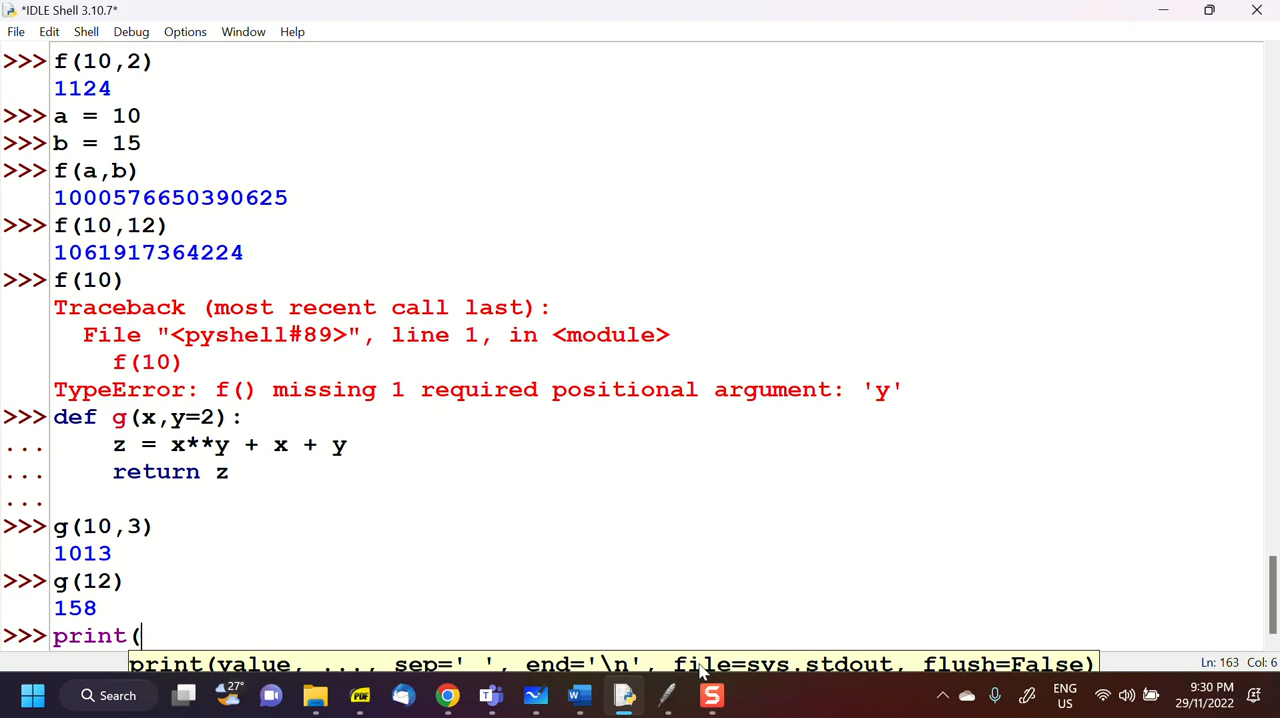 *IDLE Shell 3.10.7*
File Edit Shell Debug Options Window Help
>>> f(10,2)
1124
>>> a = 10
>>> b = 15
>>> f(a,b)
1000576650390625
>>> f(10,12)
1061917364224
>>> f(10)
Traceback (most recent call last):
  File "<pyshell#89>", line 1, in <module>
    f(10)
TypeError: f() missing 1 required positional argument: 'y'
>>> def g(x,y=2):
...     z = x**y + x + y
...     return z
...
>>> g(10,3)
1013
>>> g(12)
158
>>> print(
print(value, ..., sep=' ', end='\n', file=sys.stdout, flush=False)
Ln: 163 Col: 6
27°
Search
PDF
T
W
S
ENG
US
9:30 PM
29/11/2022